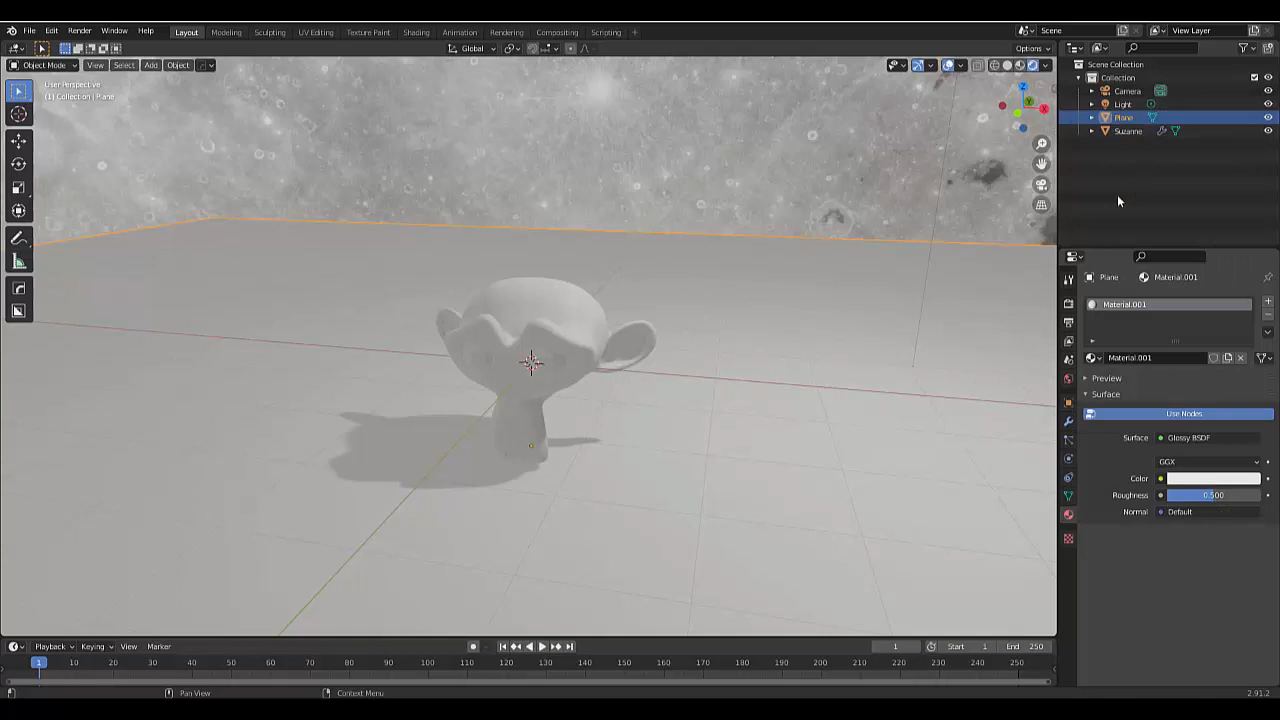 File Edit Render Window Help Layout Modeling Sculpting UV Editing Texture Paint Shading Animation Rendering Compositing Scripting + Scene View Layer
Global Options
Object Mode View Select Add Object
User Perspective
(1) Collection | Plane
Scene Collection
Collection
Camera
Light
Plane
Suzanne
Plane Material.001
Material.001
Material.001
Preview
Surface
Use Nodes
Surface Glossy BSDF
GGX
Color
Roughness 0.500
Normal Default
Playback Keying View Marker 1 Start 1 End 250
1 10 20 30 40 50 60 70 80 90 100 110 120 130 140 150 160 170 180 190 200 210 220 230 240 250
Pan View Context Menu 2.91.2